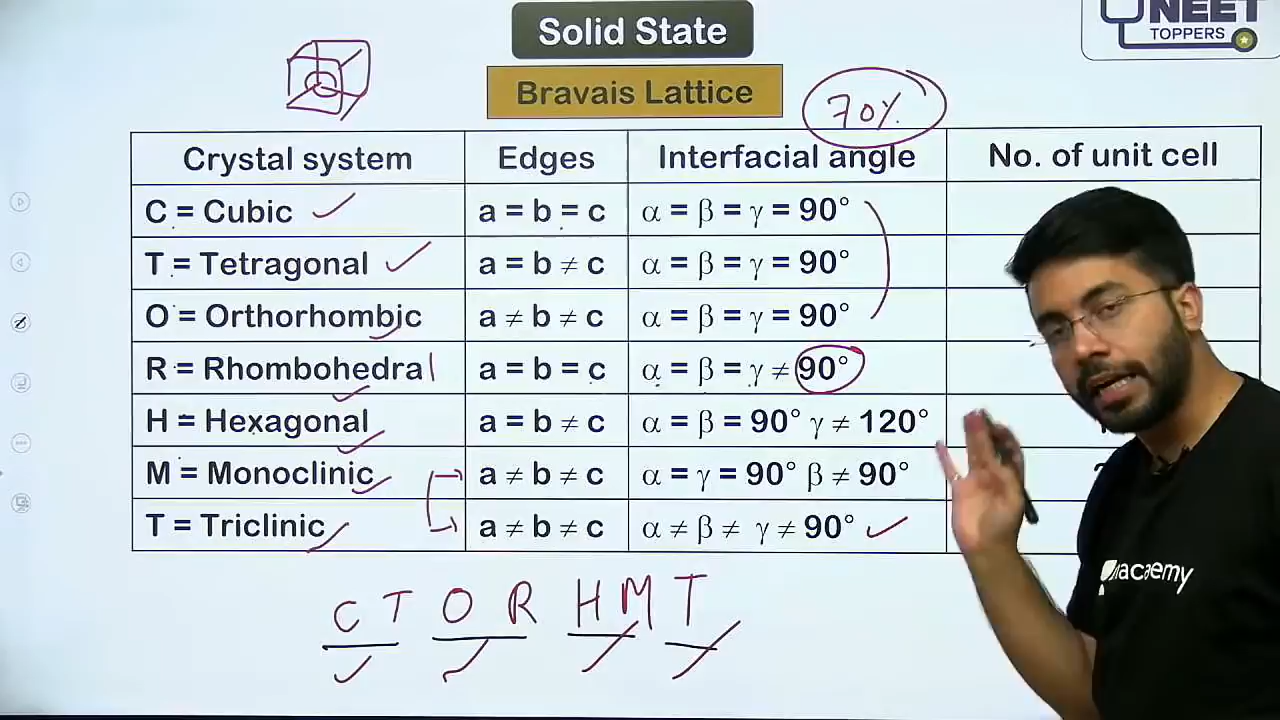 Solid State
NEET
TOPPERS
Bravais Lattice
70%
Crystal system Edges Interfacial angle No. of unit cell
C = Cubic a = b = c α = β = γ = 90°
T = Tetragonal a = b ≠ c α = β = γ = 90°
O = Orthorhombic a ≠ b ≠ c α = β = γ = 90°
R = Rhombohedral a = b = c α = β = γ ≠ 90°
H = Hexagonal a = b ≠ c α = β = 90° γ ≠ 120°
M = Monoclinic a ≠ b ≠ c α = γ = 90° β ≠ 90°
T = Triclinic a ≠ b ≠ c α ≠ β ≠ γ ≠ 90°
C T O R H M T